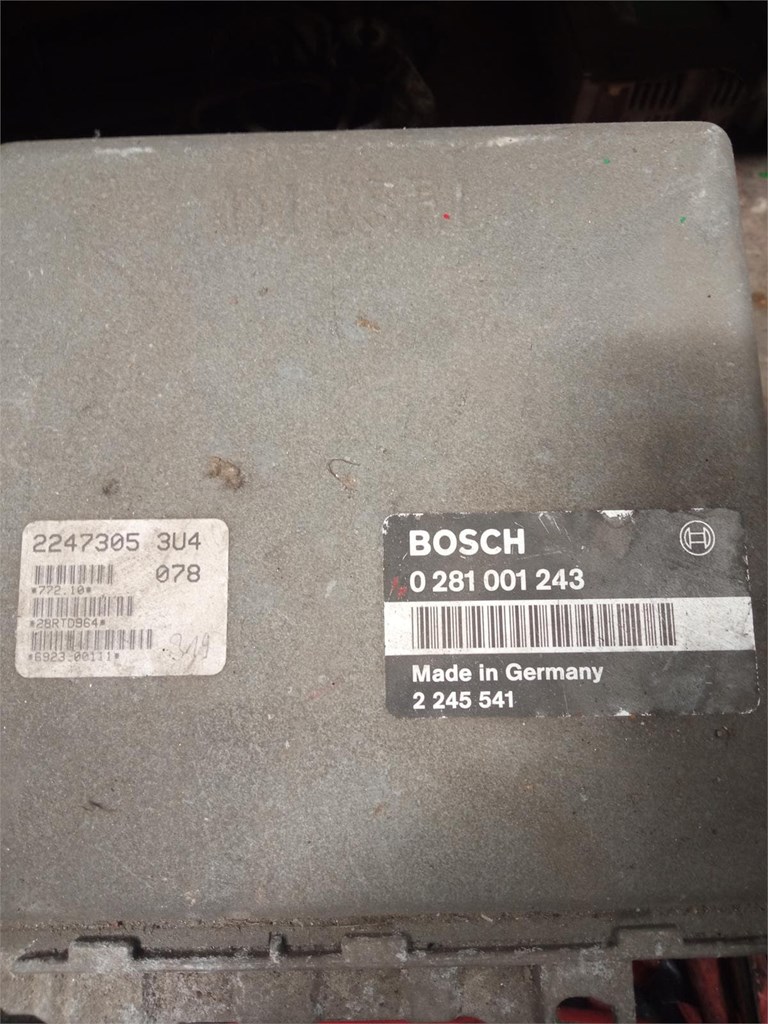 2247305 3U4
078
*772.10*
*28RTD964*
*6923-00111*
BOSCH
0 281 001 243
Made in Germany
2 245 541